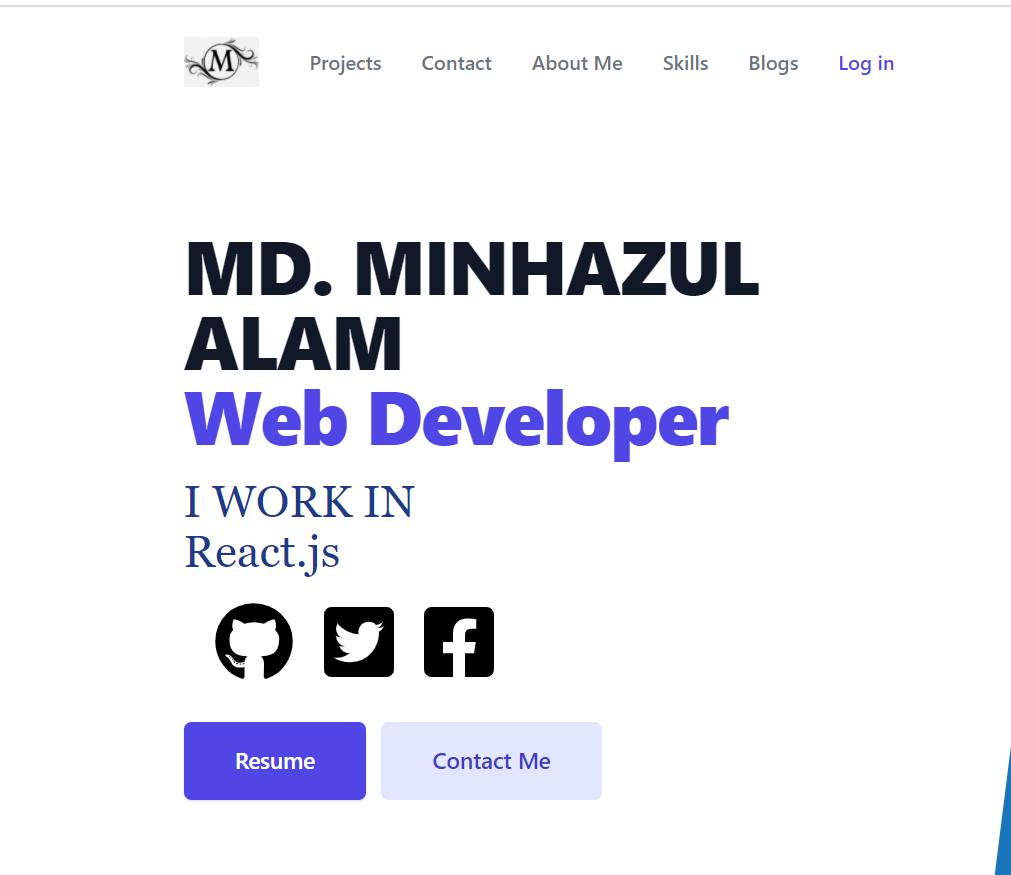 M
Projects Contact About Me Skills Blogs Log in
MD. MINHAZUL
ALAM
Web Developer
I WORK IN
React.js
Resume Contact Me